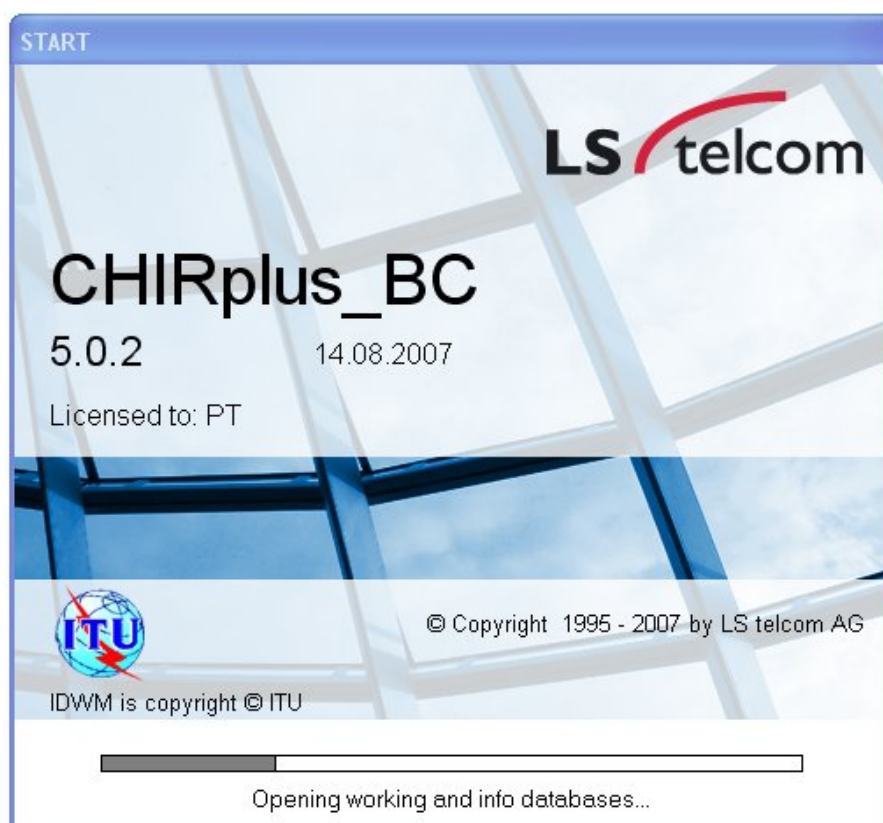 START
LS telcom
CHIRplus_BC
5.0.2 14.08.2007
Licensed to: PT
ITU
© Copyright 1995 - 2007 by LS telcom AG
IDWM is copyright © ITU
Opening working and info databases...